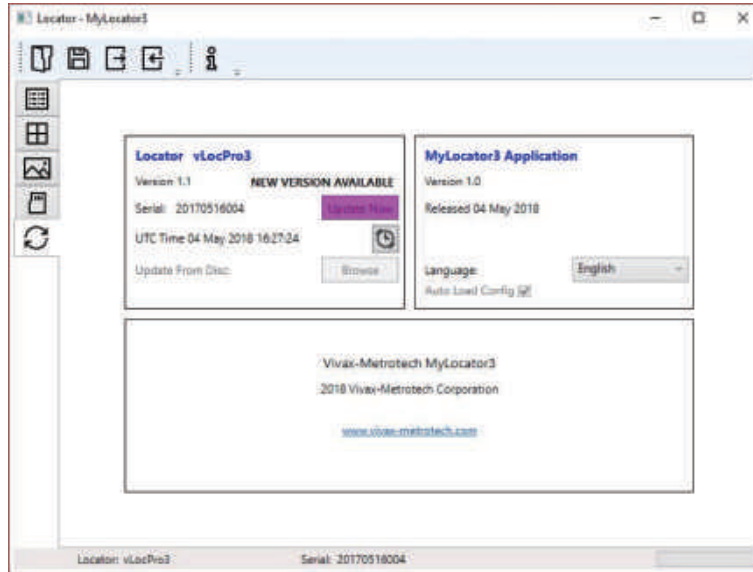 Locator - MyLocator3
Locator vLocPro3
Version 1.1 NEW VERSION AVAILABLE
Serial: 20170516004 Update Now
UTC Time 04 May 2018 16:27:24
Update From Disc: Browse
MyLocator3 Application
Version 1.0
Released 04 May 2018
Language: English
Auto Load Config
Vivax-Metrotech MyLocator3
2018 Vivax-Metrotech Corporation
www.vivax-metrotech.com
Locator: vLocPro3 Serial: 20170516004